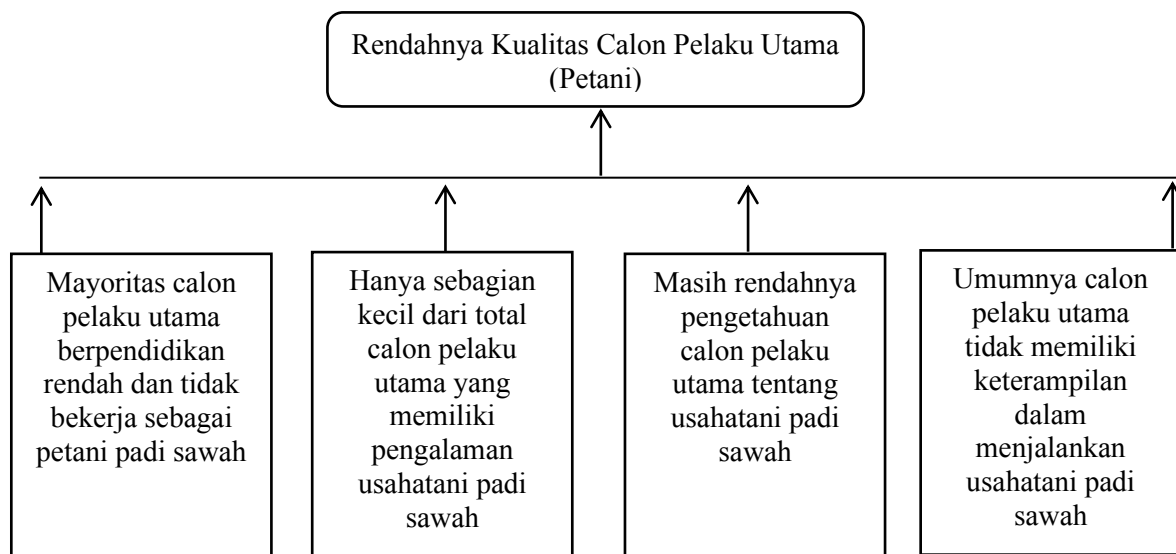 Rendahnya Kualitas Calon Pelaku Utama
(Petani)
Mayoritas calon
pelaku utama
berpendidikan
rendah dan tidak
bekerja sebagai
petani padi sawah
Hanya sebagian
kecil dari total
calon pelaku
utama yang
memiliki
pengalaman
usahatani padi
sawah
Masih rendahnya
pengetahuan
calon pelaku
utama tentang
usahatani padi
sawah
Umumnya calon
pelaku utama
tidak memiliki
keterampilan
dalam
menjalankan
usahatani padi
sawah